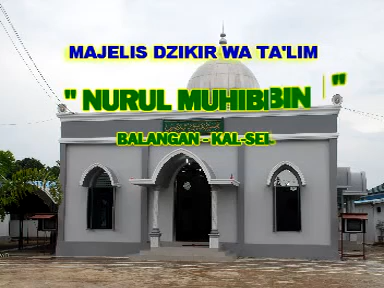 MAJELIS DZIKIR WA TA'LIM
" NURUL MUHIBBIN "
BALANGAN - KAL-SEL